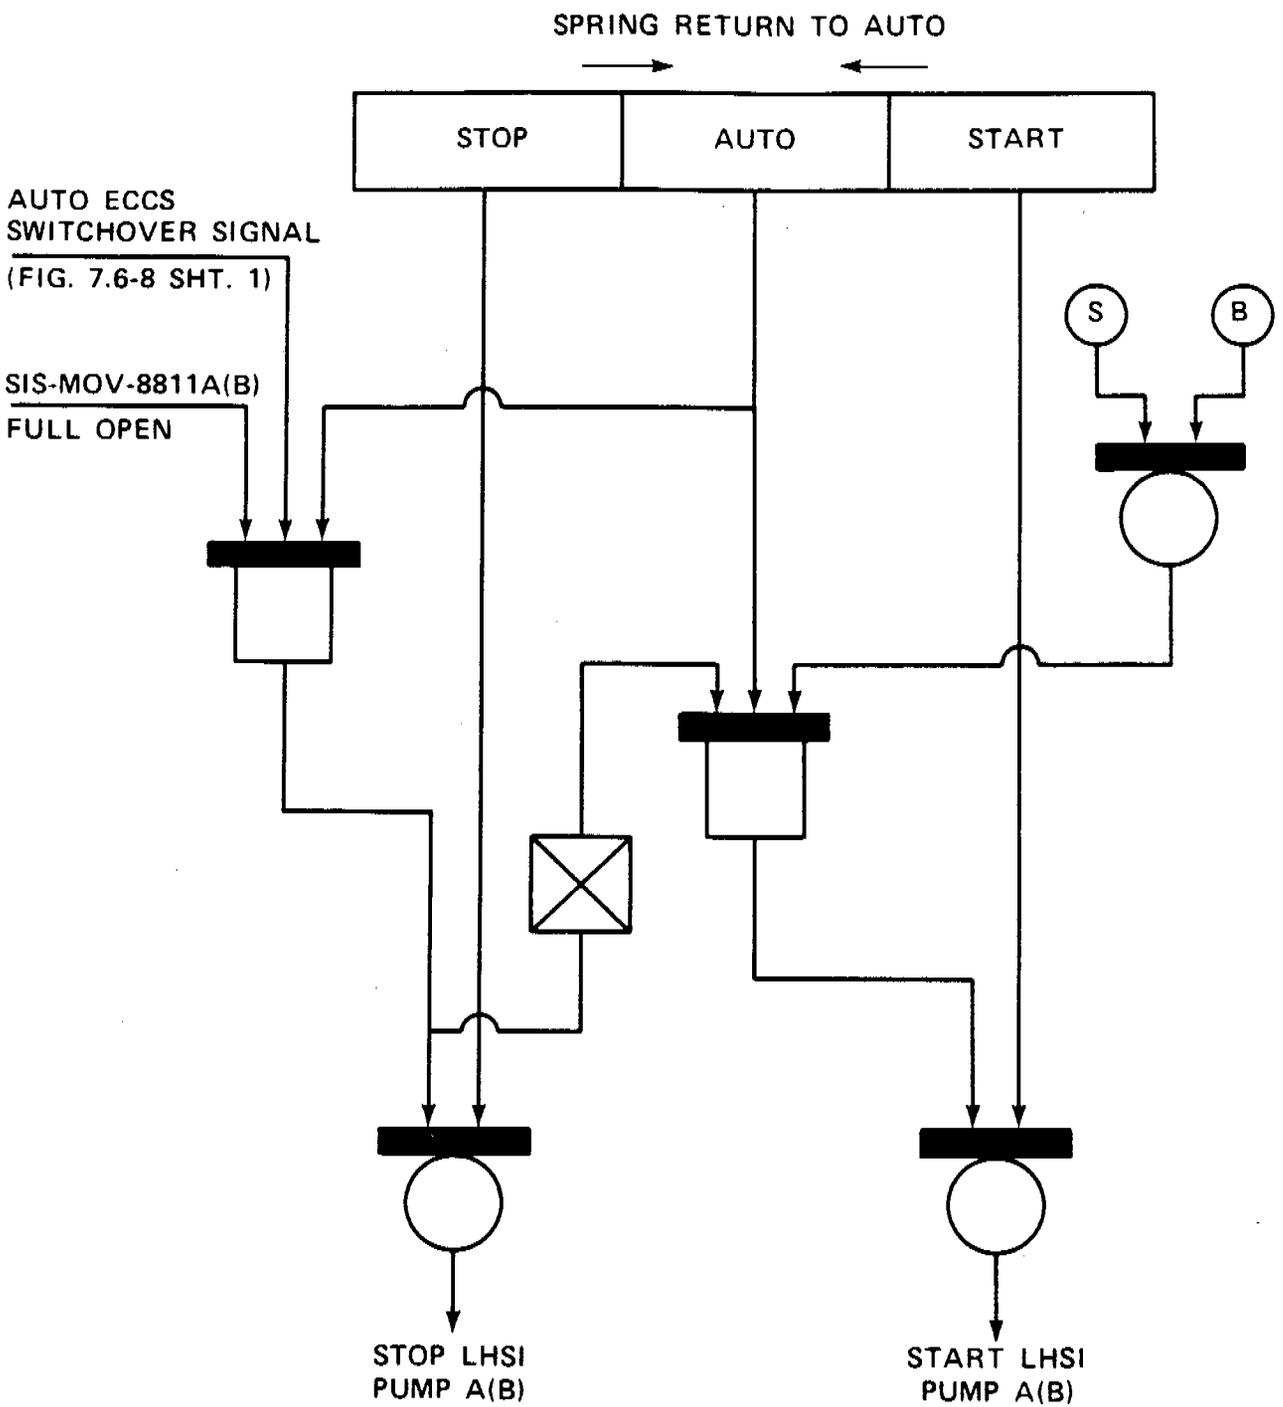 SPRING RETURN TO AUTO
STOP
AUTO
START
AUTO ECCS
SWITCHOVER SIGNAL
(FIG. 7.6-8 SHT. 1)
S
B
SIS-MOV-8811A(B)
FULL OPEN
STOP LHSI
PUMP A(B)
START LHSI
PUMP A(B)